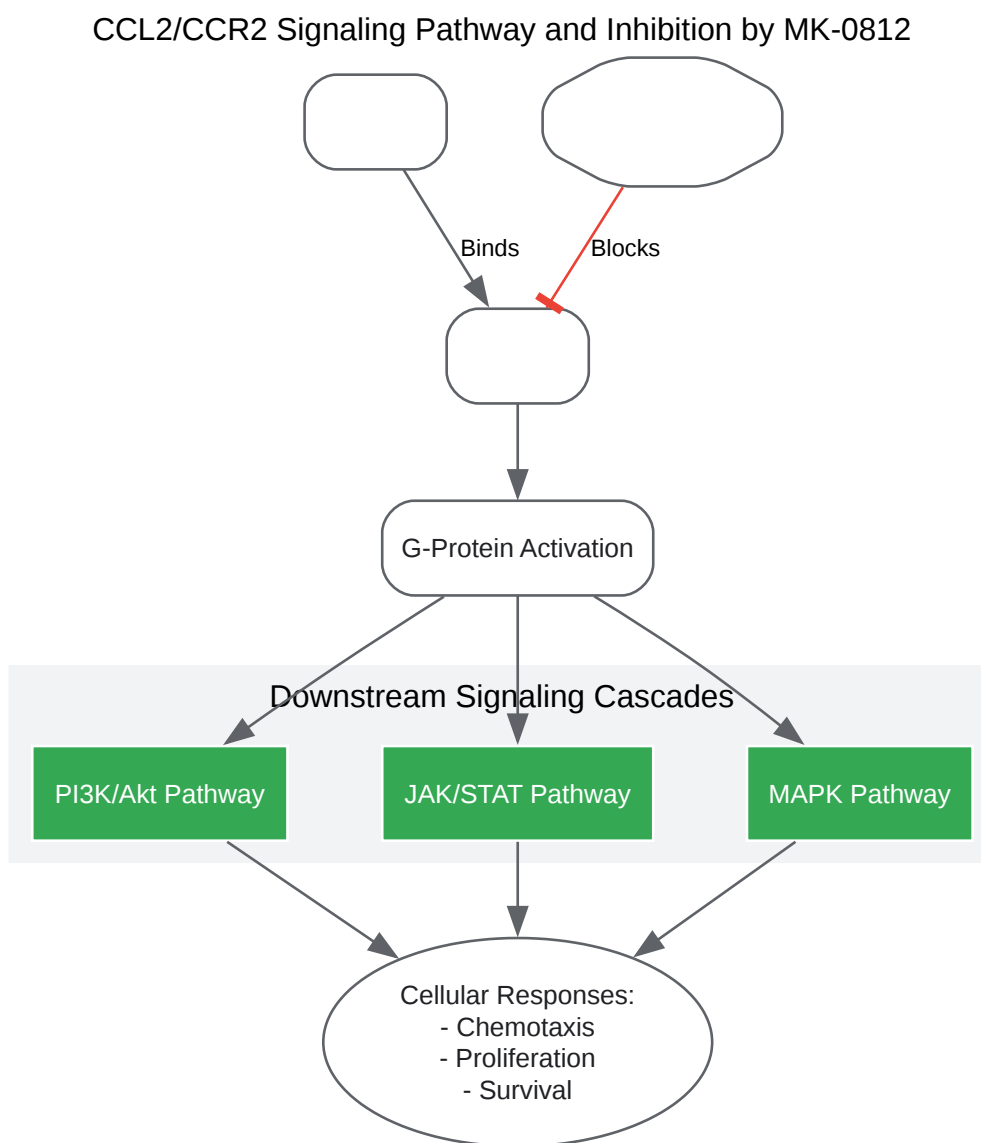 CCL2/CCR2 Signaling Pathway and Inhibition by MK-0812
Binds
Blocks
G-Protein Activation
Downstream Signaling Cascades
PI3K/Akt Pathway
JAK/STAT Pathway
MAPK Pathway
Cellular Responses:
- Chemotaxis
- Proliferation
- Survival